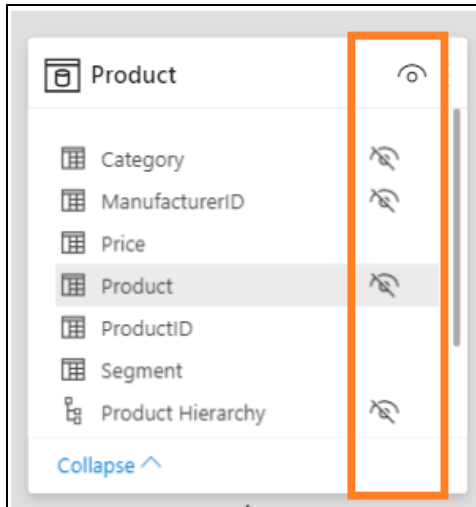 Product
Category
ManufacturerID
Price
Product
ProductID
Segment
Product Hierarchy
Collapse